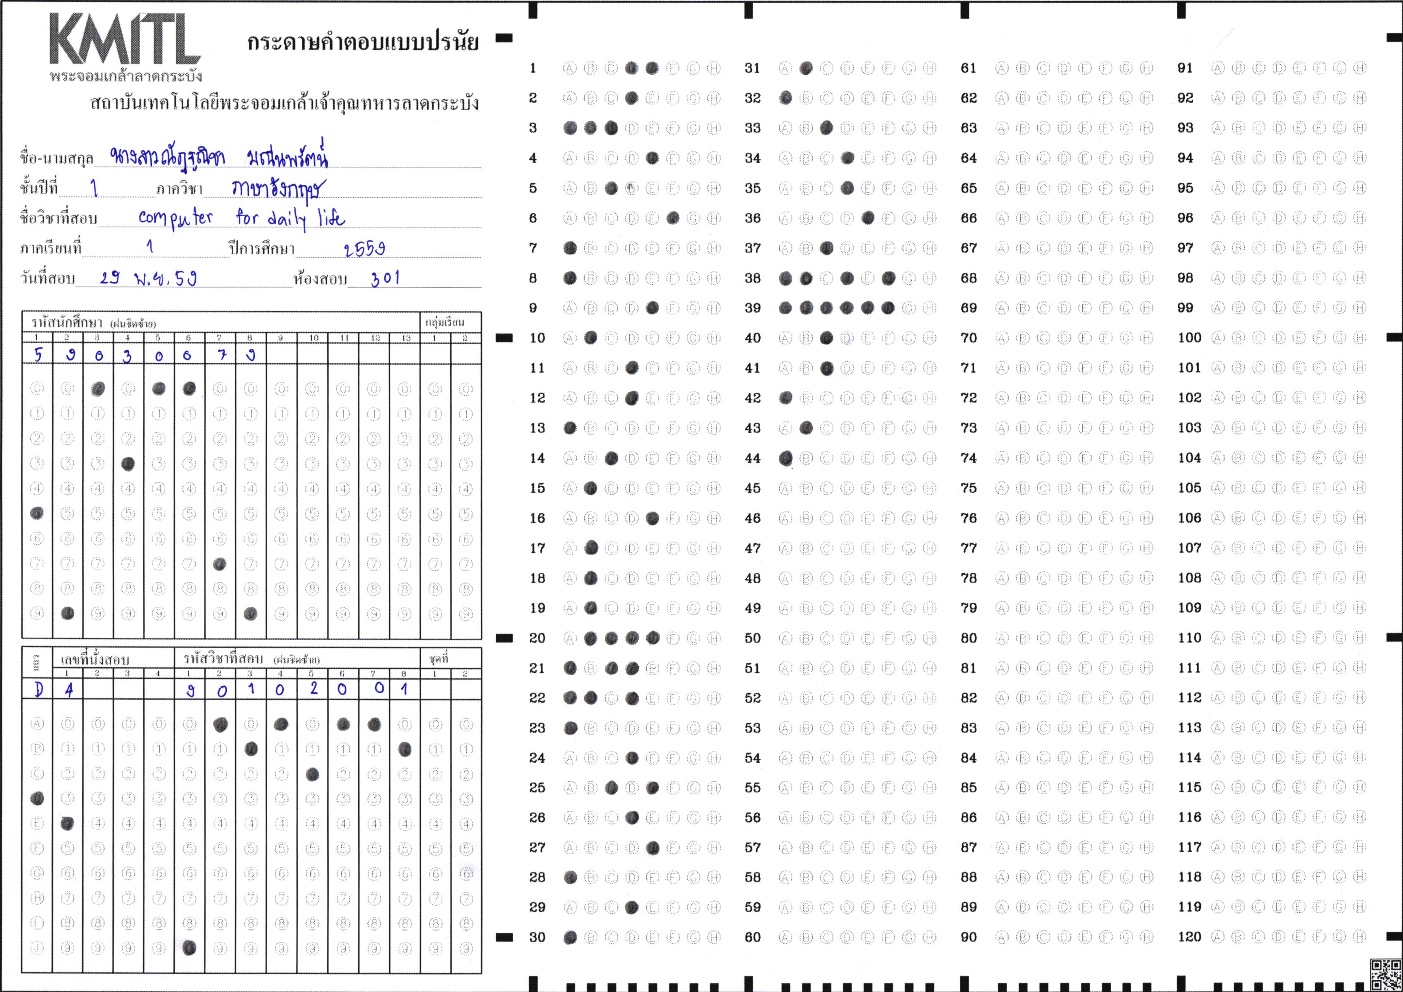 KMITL
พระจอมเกล้าลาดกระบัง
กระดาษคำตอบแบบปรนัย
สถาบันเทคโนโลยีพระจอมเกล้าเจ้าคุณทหารลาดกระบัง
ชื่อ-นามสกุล นางสาวณัฏฐณิชา มณีนพรัตน์
ชั้นปีที่ 1 ภาควิชา ภาษาอังกฤษ
ชื่อวิชาที่สอบ computer for daily life
ภาคเรียนที่ 1 ปีการศึกษา 2559
วันที่สอบ 29 พ.ย. 59 ห้องสอบ 301
รหัสนักศึกษา (ฝนชิดซ้าย) กลุ่มเรียน
1 2 3 4 5 6 7 8 9 10 11 12 13 1 2
5 9 0 3 0 0 7 9
แถว เลขที่นั่งสอบ รหัสวิชาที่สอบ (ฝนชิดซ้าย) ชุดที่
1 2 3 4 1 2 3 4 5 6 7 8 1 2
D 4 9 0 1 0 2 0 0 1
1 31 61 91
2 32 62 92
3 33 63 93
4 34 64 94
5 35 65 95
6 36 66 96
7 37 67 97
8 38 68 98
9 39 69 99
10 40 70 100
11 41 71 101
12 42 72 102
13 43 73 103
14 44 74 104
15 45 75 105
16 46 76 106
17 47 77 107
18 48 78 108
19 49 79 109
20 50 80 110
21 51 81 111
22 52 82 112
23 53 83 113
24 54 84 114
25 55 85 115
26 56 86 116
27 57 87 117
28 58 88 118
29 59 89 119
30 60 90 120